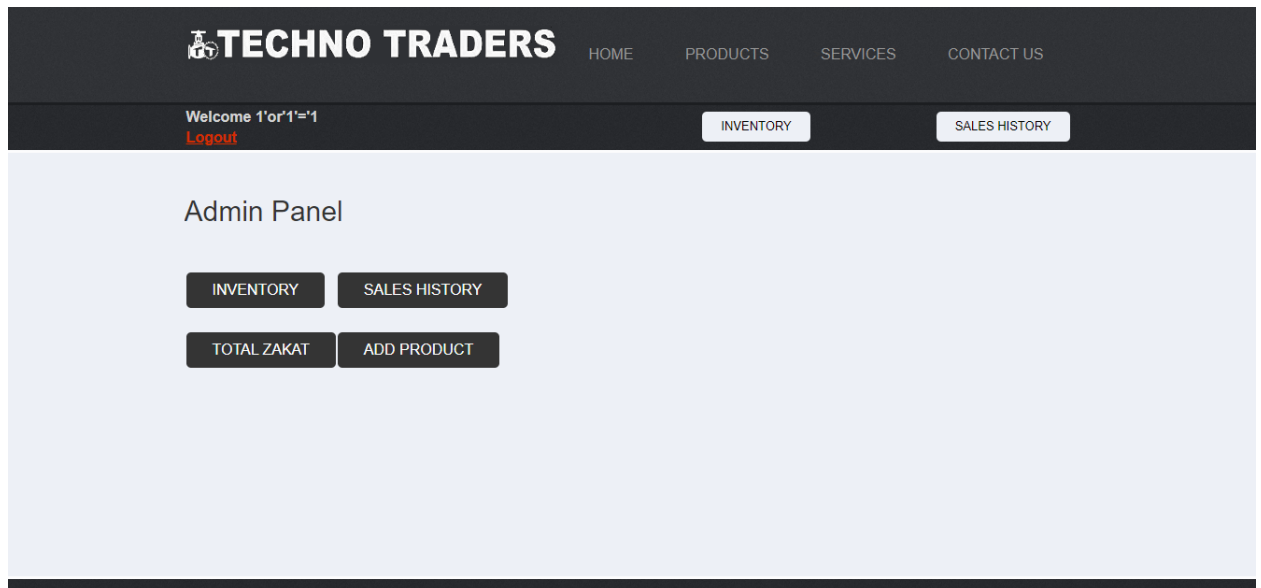 TECHNO TRADERS HOME PRODUCTS SERVICES CONTACT US
Welcome 1'or'1'='1
Logout
INVENTORY SALES HISTORY
Admin Panel
INVENTORY SALES HISTORY
TOTAL ZAKAT ADD PRODUCT